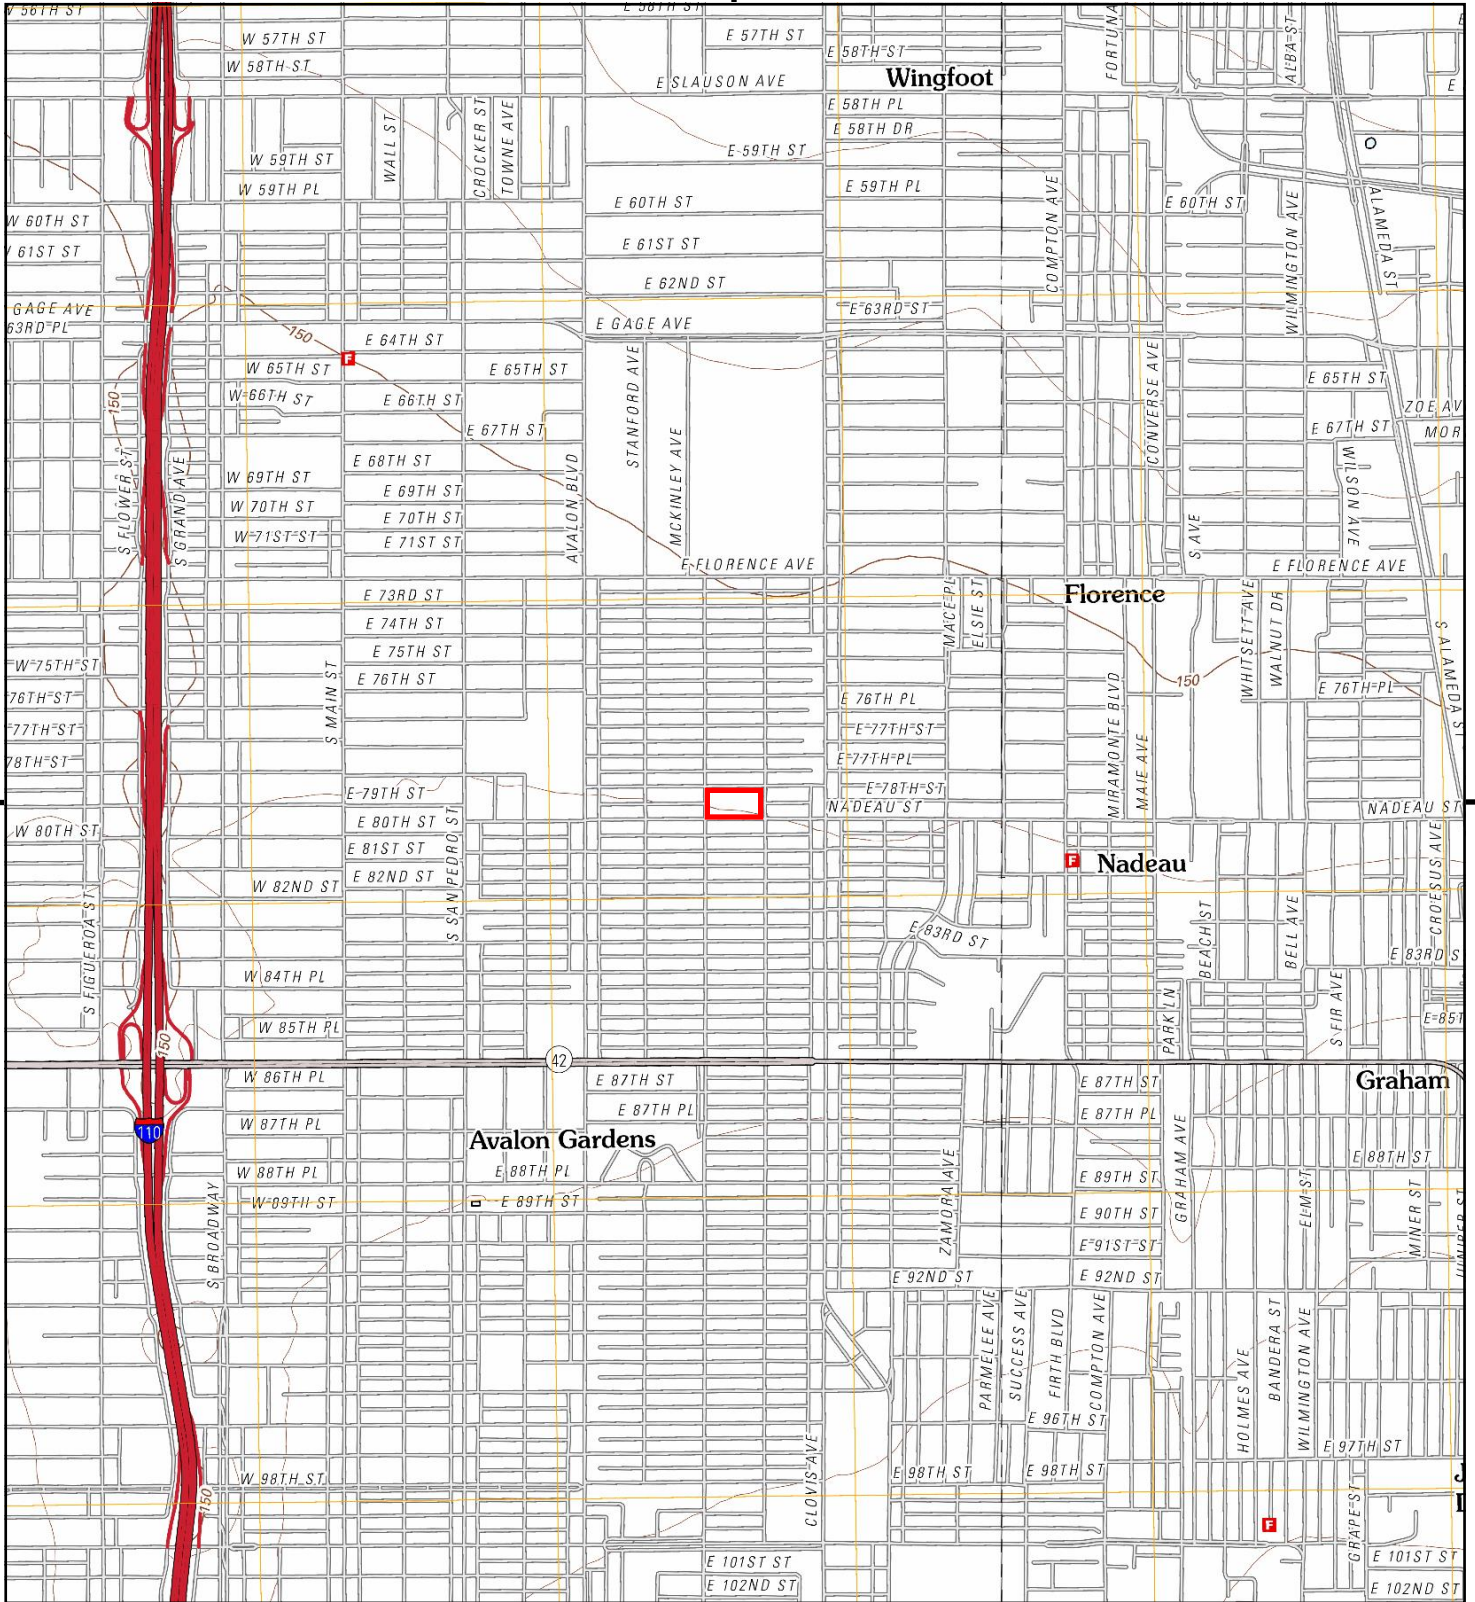 W 56TH ST
E 58TH ST
W 57TH ST
E 57TH ST
FORTUNA
ALBA ST
E 58TH ST
W 58TH ST
E SLAUSON AVE
Wingfoot
E
E 58TH PL
WALL ST
CROCKER ST
TOWNE AVE
E 58TH DR
W 59TH ST
E 59TH ST
W 59TH PL
E 59TH PL
COMPTON AVE
E 60TH ST
E 60TH ST
WILMINGTON AVE
ALAMEDA ST
W 60TH ST
E 61ST ST
W 61ST ST
E 62ND ST
GAGE AVE
E 63RD ST
63RD PL
E GAGE AVE
150
E 64TH ST
F
W 65TH ST
E 65TH ST
STANFORD AVE
CONVERSE AVE
E 65TH ST
150
W 66TH ST
E 66TH ST
ZOE AV
E 67TH ST
E 67TH ST
MOR
S FLOWER ST
S GRAND AVE
E 68TH ST
AVALON BLVD
MCKINLEY AVE
WILSON AVE
W 69TH ST
E 69TH ST
W 70TH ST
E 70TH ST
S AVE
W 71ST ST
E 71ST ST
E FLORENCE AVE
E FLORENCE AVE
E 73RD ST
MACE PL
ELSIE ST
Florence
WHITSETT AVE
WALNUT DR
E 74TH ST
S ALAMEDA ST
W 75TH ST
E 75TH ST
76TH ST
S MAIN ST
E 76TH ST
E 76TH PL
150
E 76TH PL
77TH ST
E 77TH ST
MIRAMONTE BLVD
MAIE AVE
78TH ST
E 77TH PL
E 79TH ST
E 78TH ST
NADEAU ST
NADEAU ST
W 80TH ST
E 80TH ST
S SAN PEDRO ST
E 81ST ST
F
Nadeau
CROESUS AVE
W 82ND ST
E 82ND ST
S FIGUEROA ST
E 83RD ST
BEACH ST
BELL AVE
E 83RD S
W 84TH PL
PARK LN
S FIR AVE
W 85TH PL
E 85T
150
42
W 86TH PL
E 87TH ST
E 87TH ST
Graham
E 87TH PL
E 87TH PL
110
W 87TH PL
Avalon Gardens
GRAHAM AVE
E 88TH ST
W 88TH PL
E 88TH PL
ZAMORA AVE
E 89TH ST
W 89TH ST
E 89TH ST
ELM ST
MINER ST
JUNIPER ST
S BROADWAY
E 90TH ST
E 91ST ST
E 92ND ST
E 92ND ST
PARMELEE AVE
SUCCESS AVE
FIRTH BLVD
COMPTON AVE
HOLMES AVE
BANDERA ST
WILMINGTON AVE
E 96TH ST
CLOVIS AVE
E 97TH ST
W 98TH ST
E 98TH ST
E 98TH ST
150
GRAPE ST
F
E 101ST ST
E 101ST ST
E 102ND ST
E 102ND ST